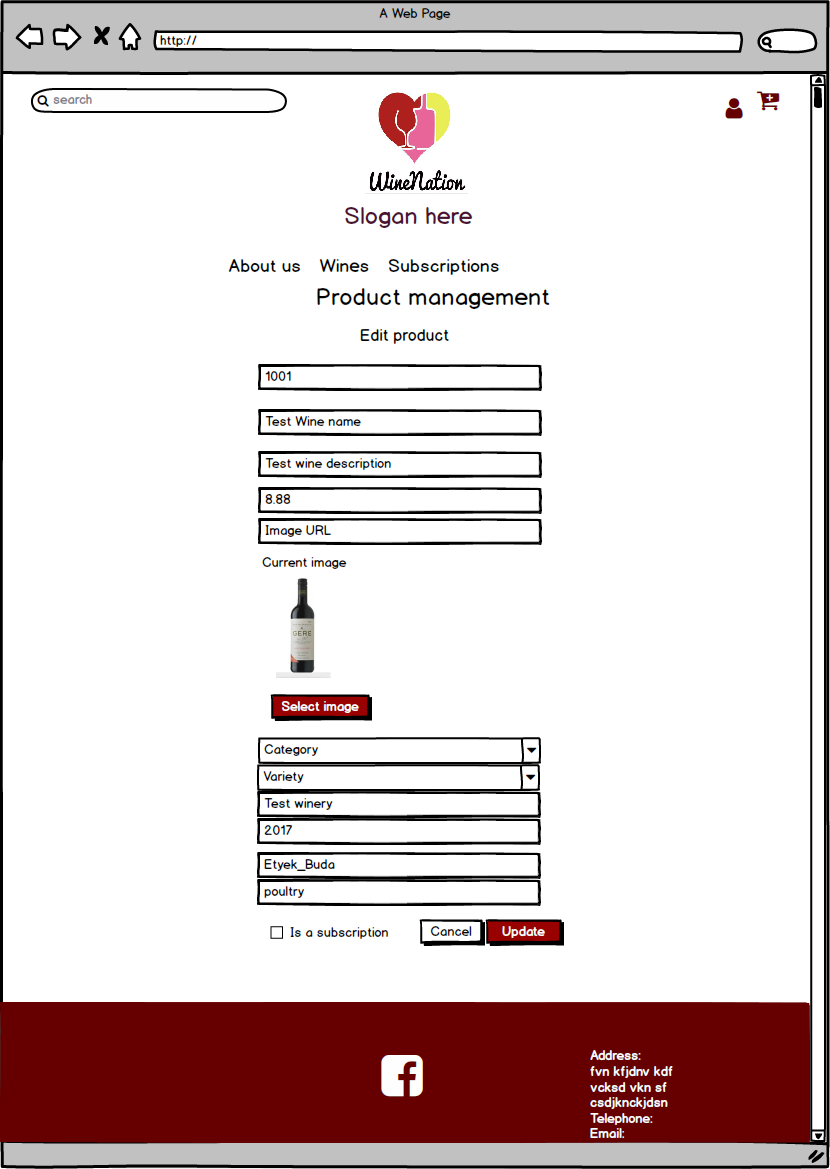 A Web Page
http://
search
WineNation
Slogan here
About us Wines Subscriptions
Product management
Edit product
1001
Test Wine name
Test wine description
8.88
Image URL
Current image
GERE
Select image
Category
Variety
Test winery
2017
Etyek_Buda
poultry
Is a subscription Cancel Update
Address:
fvn kfjdnv kdf
vcksd vkn sf
csdjknckjdsn
Telephone:
Email: